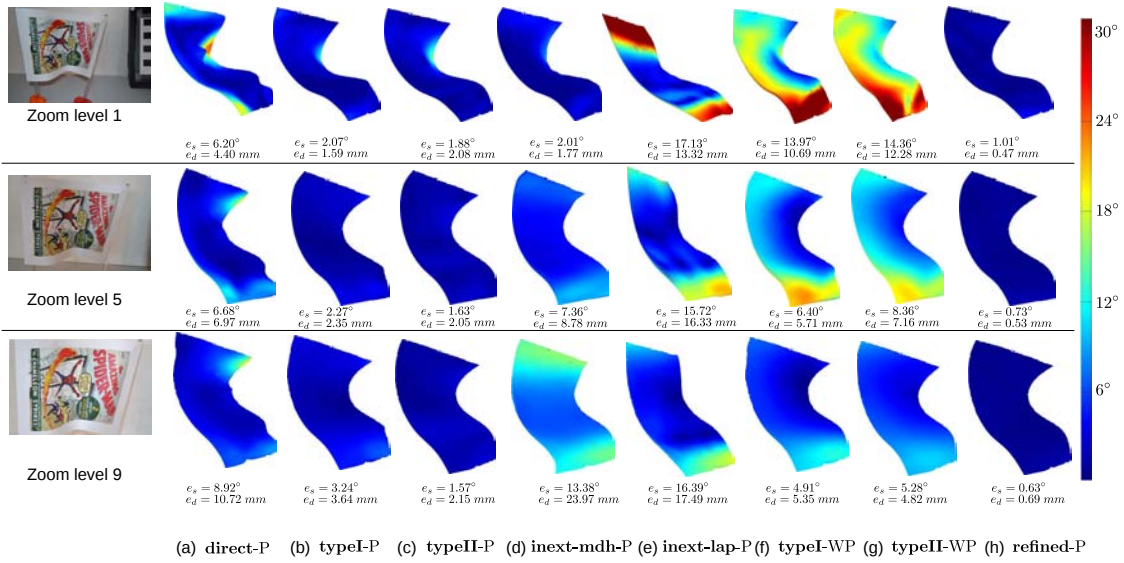 30°
24°
18°
12°
6°
Zoom level 1
e_s = 6.20° e_s = 2.07° e_s = 1.88° e_s = 2.01° e_s = 17.13° e_s = 13.97° e_s = 14.36° e_s = 1.01°
e_d = 4.40 mm e_d = 1.59 mm e_d = 2.08 mm e_d = 1.77 mm e_d = 13.32 mm e_d = 10.69 mm e_d = 12.28 mm e_d = 0.47 mm
SPIDER
Zoom level 5
e_s = 6.68° e_s = 2.27° e_s = 1.63° e_s = 7.36° e_s = 15.72° e_s = 6.40° e_s = 8.36° e_s = 0.73°
e_d = 6.97 mm e_d = 2.35 mm e_d = 2.05 mm e_d = 8.78 mm e_d = 16.33 mm e_d = 5.71 mm e_d = 7.16 mm e_d = 0.53 mm
AMAZING
SPIDER-MAN
Zoom level 9
e_s = 8.92° e_s = 3.24° e_s = 1.57° e_s = 13.38° e_s = 16.39° e_s = 4.91° e_s = 5.28° e_s = 0.63°
e_d = 10.72 mm e_d = 3.64 mm e_d = 2.15 mm e_d = 23.97 mm e_d = 17.49 mm e_d = 5.35 mm e_d = 4.82 mm e_d = 0.69 mm
(a) direct-P (b) typeI-P (c) typeII-P (d) inext-mdh-P (e) inext-lap-P (f) typeI-WP (g) typeII-WP (h) refined-P